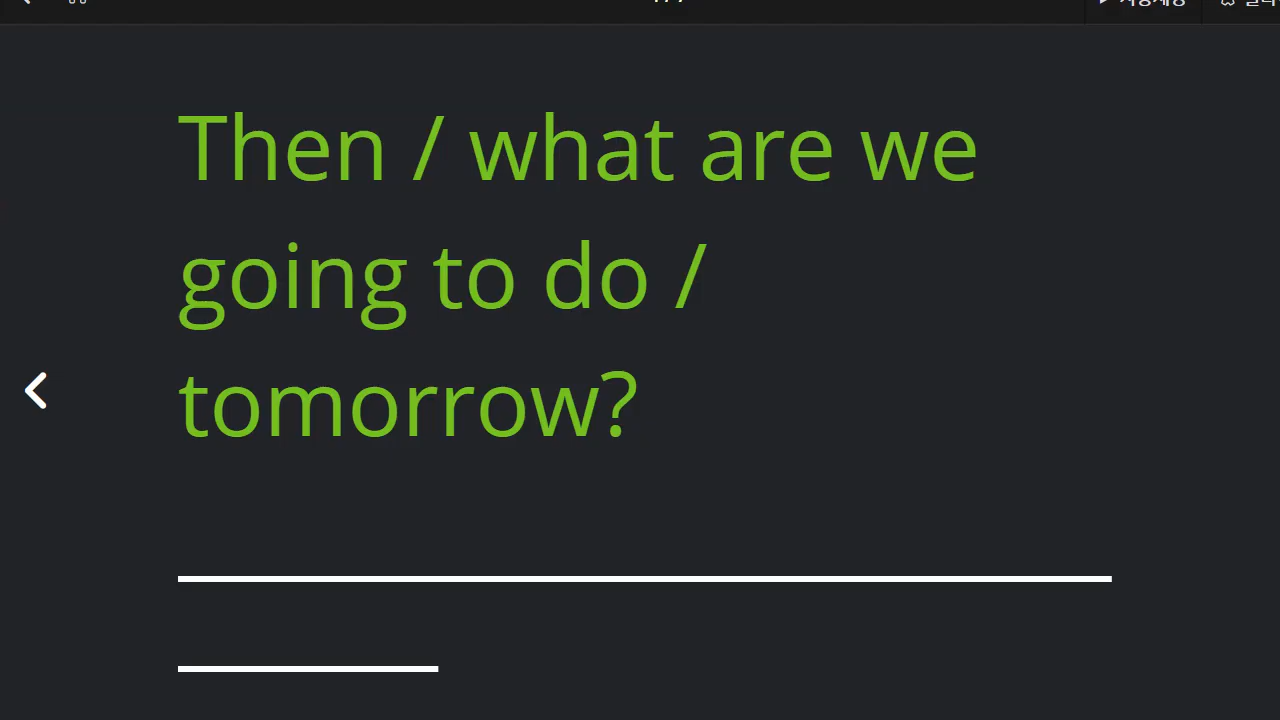 Then / what are we
going to do /
tomorrow?